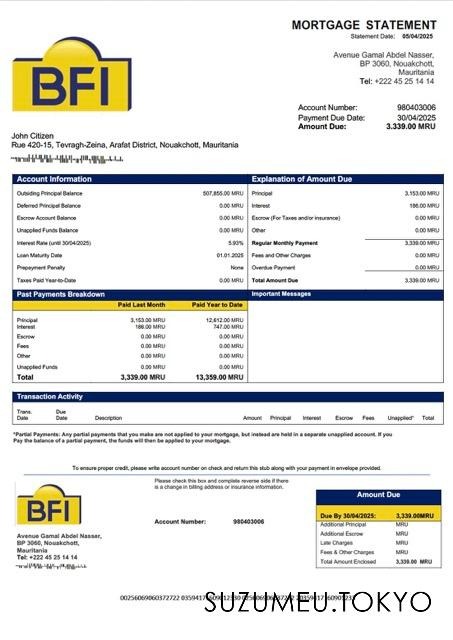 MORTGAGE STATEMENT
Statement Date: 05/04/2025
BFI
Avenue Gamal Abdel Nasser,
BP 3060, Nouakchott,
Mauritania
Tel: +222 45 25 14 14
Account Number: 980403006
Payment Due Date: 30/04/2025
Amount Due: 3.339.00 MRU
John Citizen
Rue 420-15, Tevragh-Zeina, Arafat District, Nouakchott, Mauritania
Account Information
Outsiding Principal Balance 507,855.00 MRU
Deferred Principal Balance 0.00 MRU
Escrow Account Balance 0.00 MRU
Unapplied Funds Balance 0.00 MRU
Interest Rate (until 30/04/2025) 5.93%
Loan Maturity Date 01.01.2025
Prepayment Penalty None
Taxes Paid Year-to-Date 0.00 MRU
Explanation of Amount Due
Principal 3,153.00 MRU
Interest 186.00 MRU
Escrow (For Taxes and/or insurance) 0.00 MRU
Other 0.00 MRU
Regular Monthly Payment 3,339.00 MRU
Fees and Other Charges 0.00 MRU
Overdue Payment 0.00 MRU
Total Amount Due 3,339.00 MRU
Past Payments Breakdown
Paid Last Month Paid Year to Date
Principal 3,153.00 MRU 12,612.00 MRU
Interest 186.00 MRU 747.00 MRU
Escrow 0.00 MRU 0.00 MRU
Fees 0.00 MRU 0.00 MRU
Other 0.00 MRU 0.00 MRU
Unapplied Funds 0.00 MRU 0.00 MRU
Total 3,339.00 MRU 13,359.00 MRU
Important Messages
Transaction Activity
Trans. Date Due Date Description Amount Principal Interest Escrow Fees Unapplied* Total
*Partial Payments: Any partial payments that you make are not applied to your mortgage, but instead are held in a separate unapplied account. If you
Pay the balance of a partial payment, the funds will then be applied to your mortgage.
To ensure proper credit, please write account number on check and return this stub along with your payment in envelope provided.
BFI
Please check this box and complete reverse side if there
is a change in billing address or insurance information.
Account Number: 980403006
Avenue Gamal Abdel Nasser,
BP 3060, Nouakchott,
Mauritania
Tel: +222 45 25 14 14
Amount Due
Due By 30/04/2025: 3,339.00MRU
Additional Principal MRU
Additional Escrow MRU
Late Charges MRU
Fees & Other Charges MRU
Total Amount Enclosed 3,339.00 MRU
SUZUMEU.TOKYO